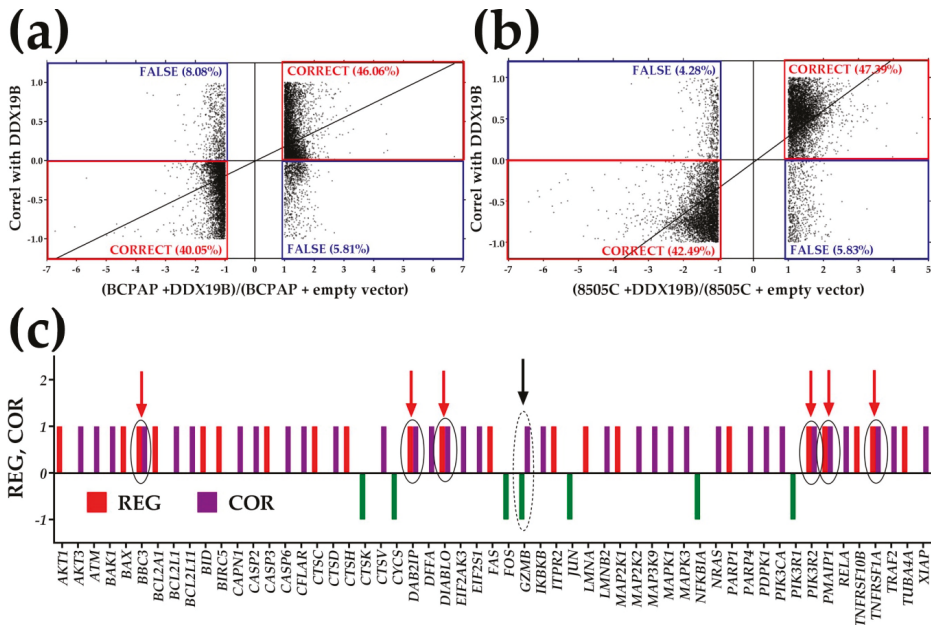 (a)
FALSE (8.08%)
CORRECT (46.06%)
Correl with DDX19B
1.0
0.5
0.0
-0.5
-1.0
CORRECT (40.05%)
FALSE (5.81%)
-7 -6 -5 -4 -3 -2 -1 0 1 2 3 4 5 6 7
(BCPAP +DDX19B)/(BCPAP + empty vector)
(b)
FALSE (4.28%)
CORRECT (47.39%)
Correl with DDX19B
1.0
0.5
0.0
-0.5
-1.0
CORRECT (42.49%)
FALSE (5.83%)
-7 -6 -5 -4 -3 -2 -1 0 1 2 3 4 5
(8505C +DDX19B)/(8505C + empty vector)
(c)
REG, COR
2
1
0
-1
REG COR
AKT1
AKT3
ATM
BAK1
BAX
BBC3
BCL2A1
BCL2L1
BCL2L11
BID
BIRC5
CAPN1
CASP2
CASP3
CASP6
CFLAR
CTSC
CTSD
CTSH
CTSK
CTSV
CYCS
DAB2IP
DFFA
DIABLO
EIF2AK3
EIF2S1
FAS
FOS
GZMB
IKBKB
ITPR2
JUN
LMNA
LMNB2
MAP2K1
MAP2K2
MAP3K9
MAPK1
MAPK3
NFKBIA
NRAS
PARP1
PARP4
PDPK1
PIK3CA
PIK3R1
PIK3R2
PMAIP1
RELA
TNFRSF10B
TNFRSF1A
TRAF2
TUBA4A
XIAP